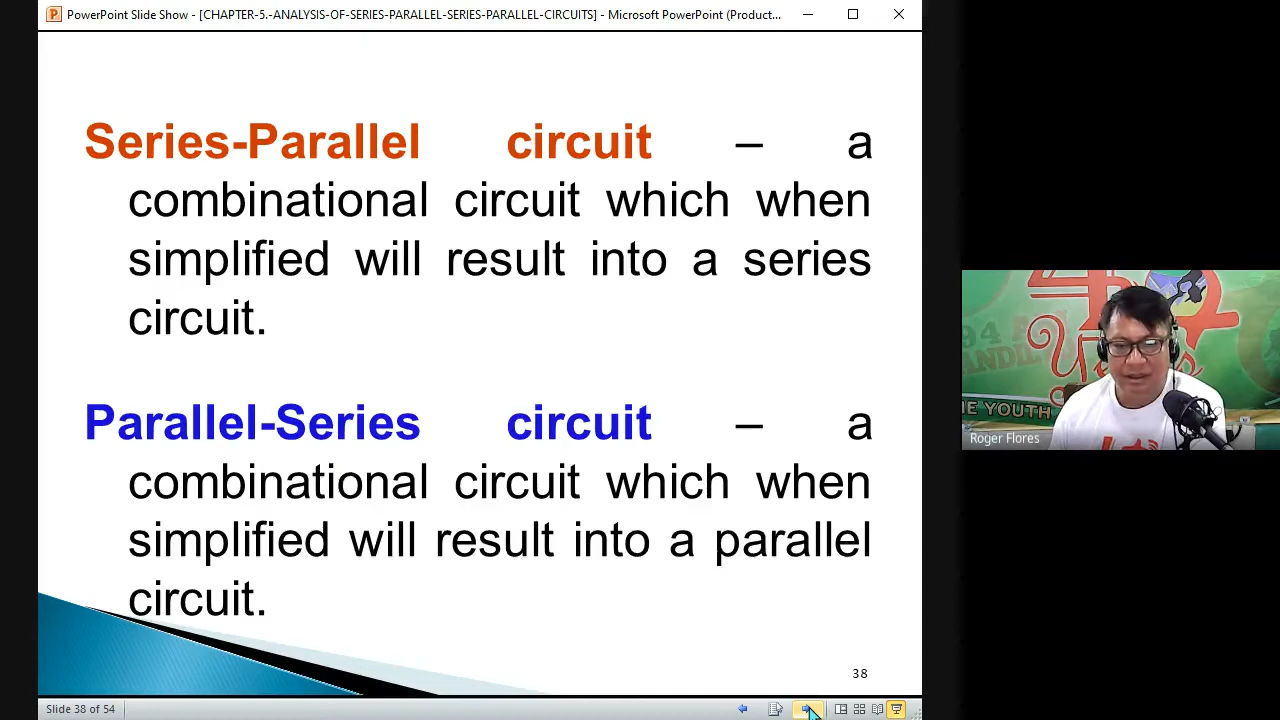 PowerPoint Slide Show - [CHAPTER-5.-ANALYSIS-OF-SERIES-PARALLEL-SERIES-PARALLEL-CIRCUITS] - Microsoft PowerPoint (Product...
Series-Parallel circuit – a
combinational circuit which when
simplified will result into a series
circuit.
Parallel-Series circuit – a
combinational circuit which when
simplified will result into a parallel
circuit.
38
Slide 38 of 54
Years
E YOUTH
Roger Flores